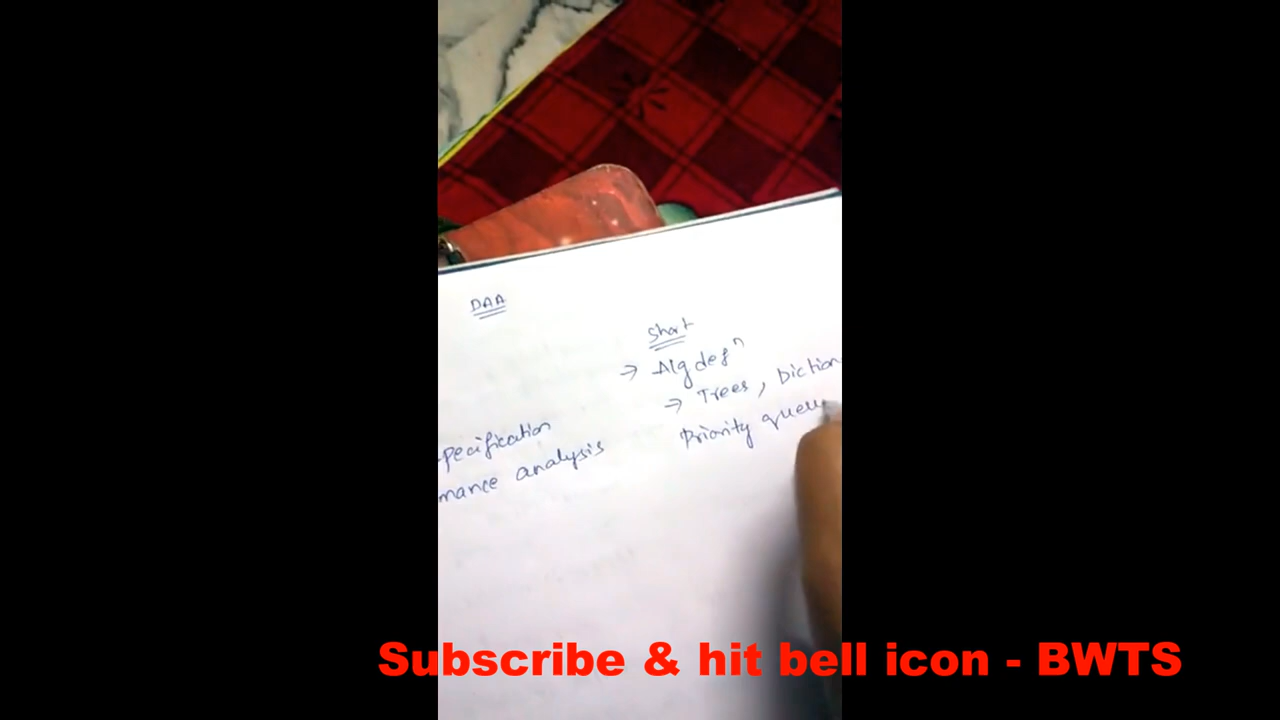 DAA
Short
→ Alg defⁿ
→ Trees, Diction
Priority queu
pecification
mance analysis
Subscribe & hit bell icon - BWTS